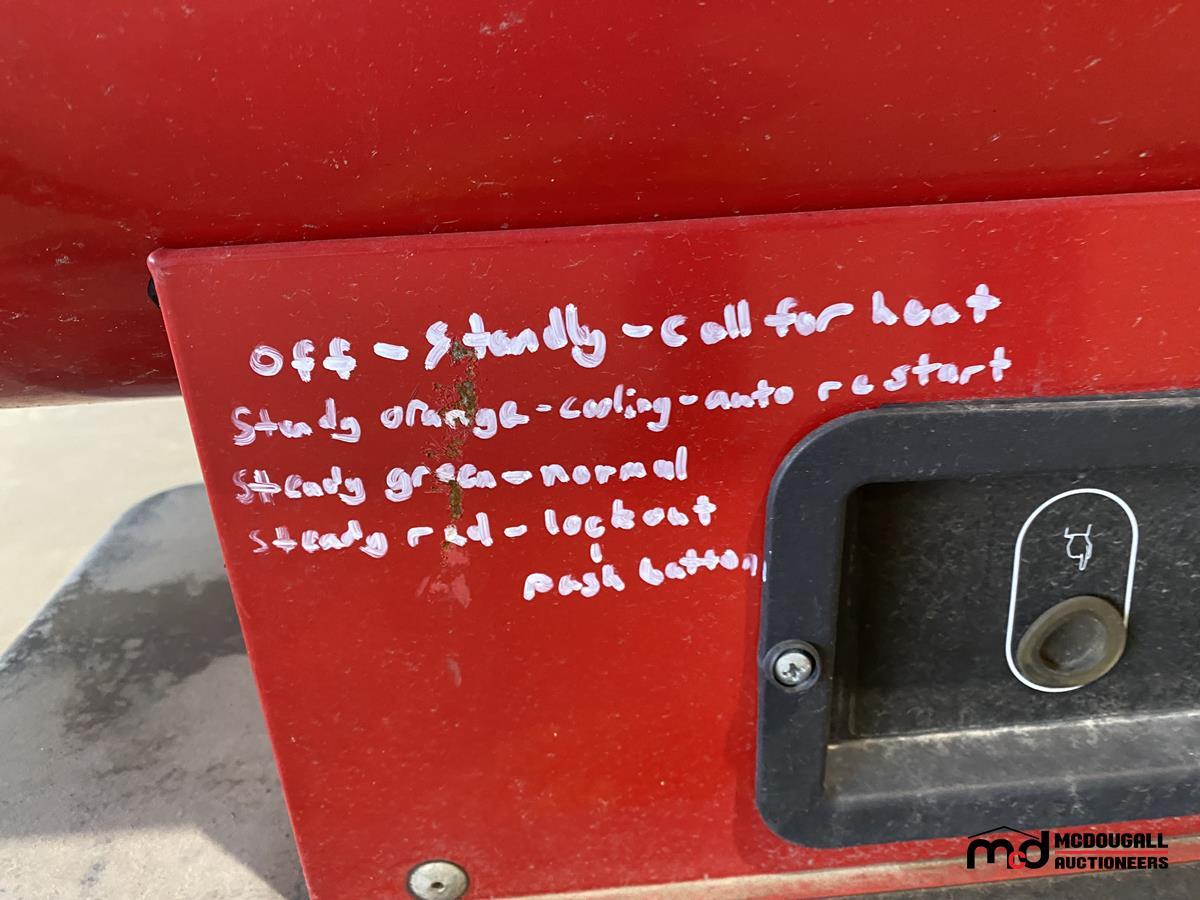 Off - Standby - call for heat
Steady orange - cooling - auto restart
Steady green - normal
Steady red - lockout
push button
mcd MCDOUGALL
AUCTIONEERS